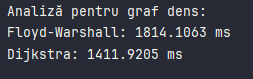 Analiză pentru graf dens:
Floyd-Warshall: 1814.1063 ms
Dijkstra: 1411.9205 ms